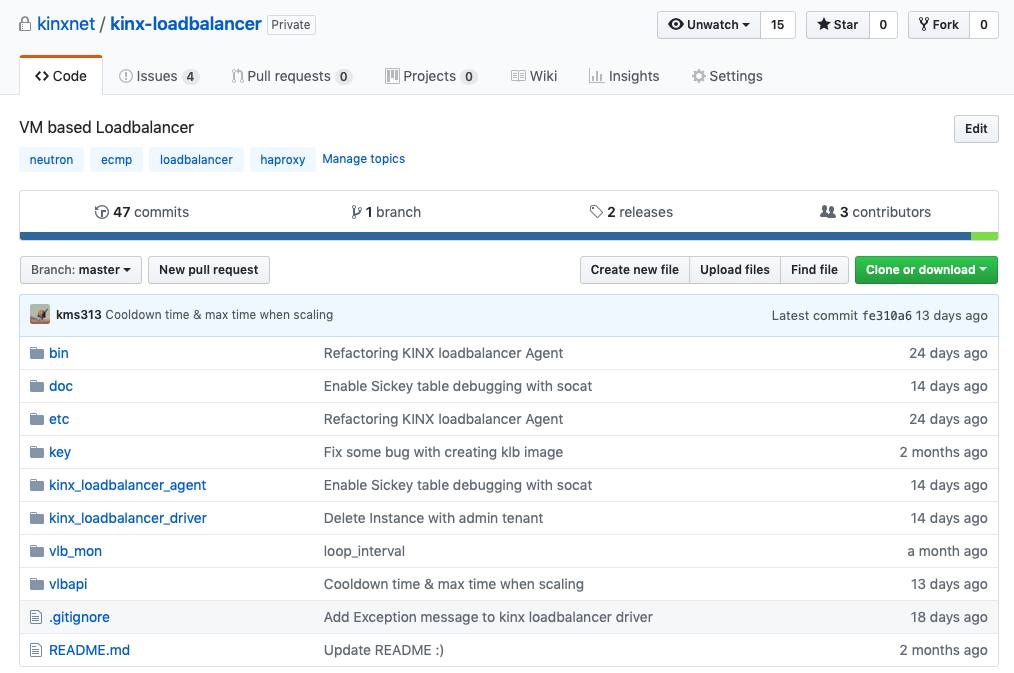 kinxnet / kinx-loadbalancer Private Unwatch 15 Star 0 Fork 0
Code Issues 4 Pull requests 0 Projects 0 Wiki Insights Settings
VM based Loadbalancer Edit
neutron ecmp loadbalancer haproxy Manage topics
47 commits 1 branch 2 releases 3 contributors
Branch: master New pull request Create new file Upload files Find file Clone or download
kms313 Cooldown time & max time when scaling Latest commit fe310a6 13 days ago
bin Refactoring KINX loadbalancer Agent 24 days ago
doc Enable Sickey table debugging with socat 14 days ago
etc Refactoring KINX loadbalancer Agent 24 days ago
key Fix some bug with creating klb image 2 months ago
kinx_loadbalancer_agent Enable Sickey table debugging with socat 14 days ago
kinx_loadbalancer_driver Delete Instance with admin tenant 14 days ago
vlb_mon loop_interval a month ago
vlbapi Cooldown time & max time when scaling 13 days ago
.gitignore Add Exception message to kinx loadbalancer driver 18 days ago
README.md Update README :) 2 months ago